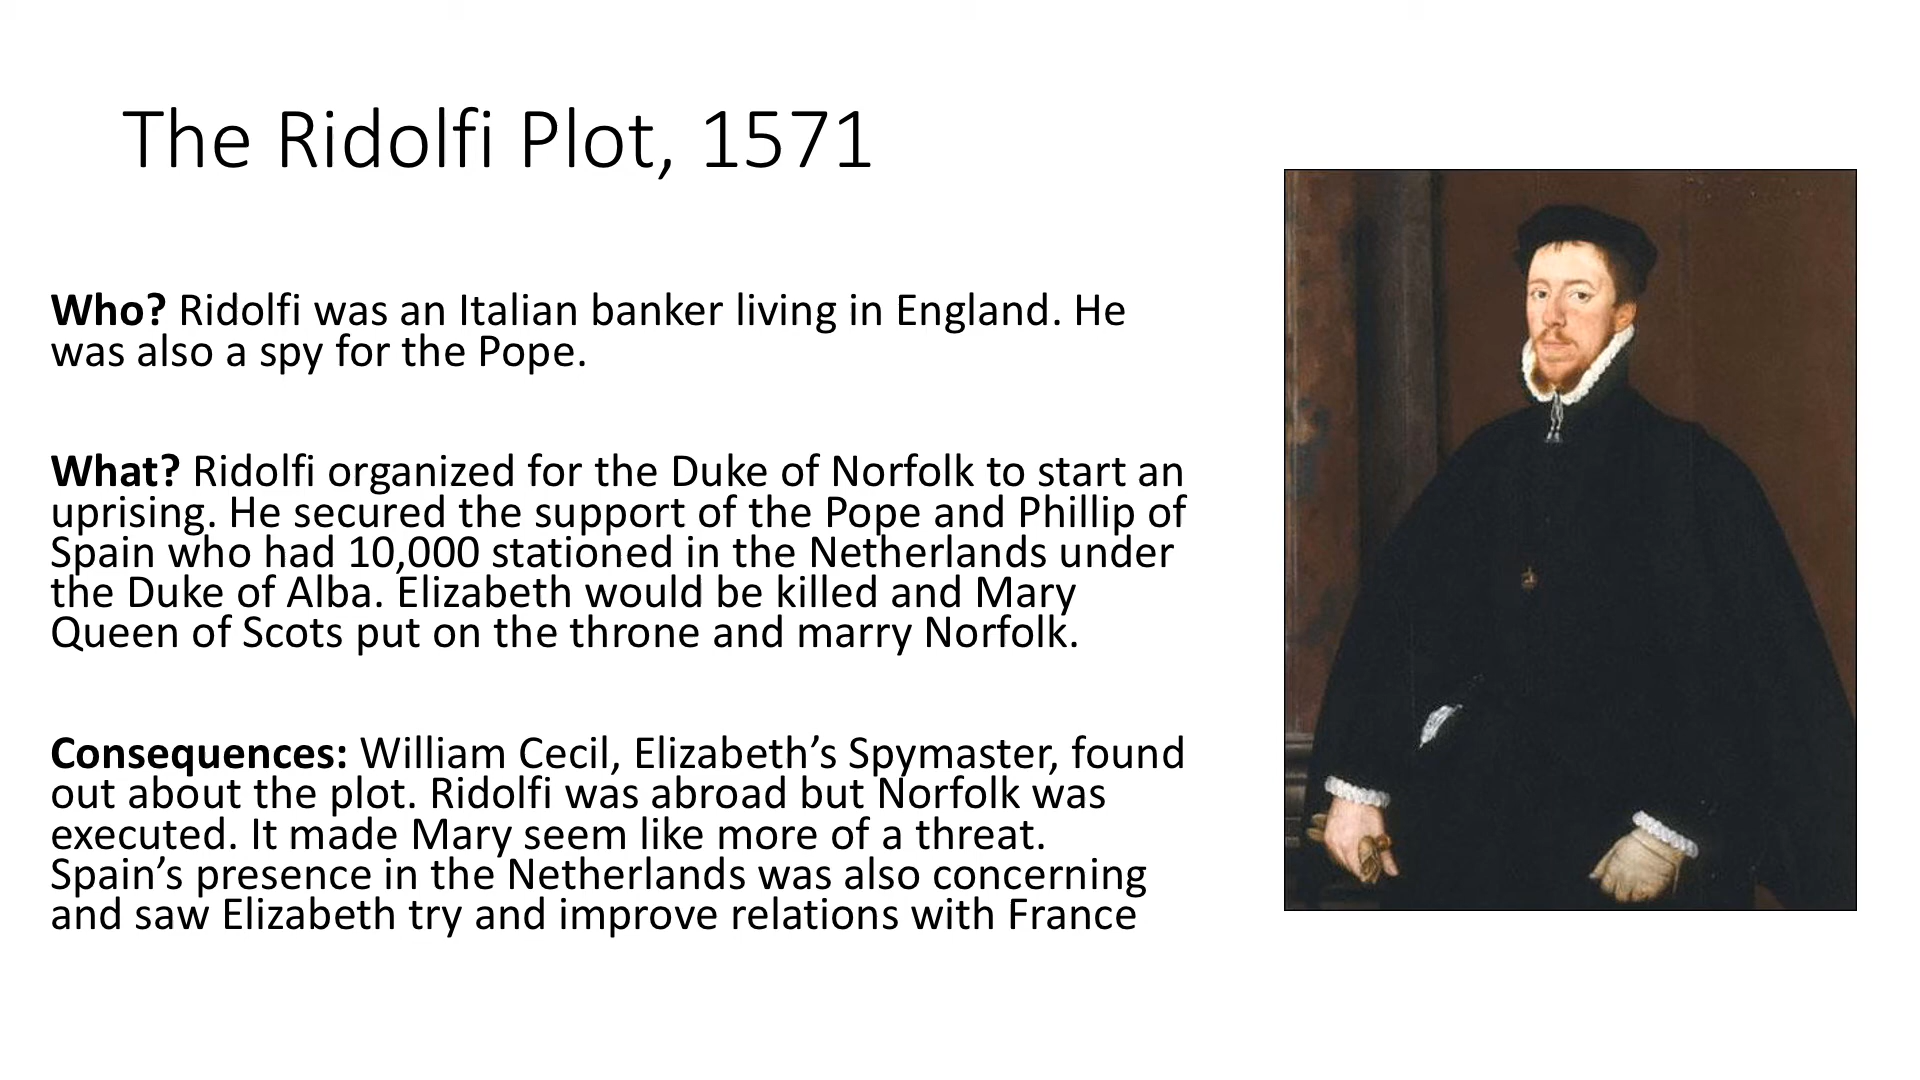 The Ridolfi Plot, 1571
Who? Ridolfi was an Italian banker living in England. He
was also a spy for the Pope.
What? Ridolfi organized for the Duke of Norfolk to start an
uprising. He secured the support of the Pope and Phillip of
Spain who had 10,000 stationed in the Netherlands under
the Duke of Alba. Elizabeth would be killed and Mary
Queen of Scots put on the throne and marry Norfolk.
Consequences: William Cecil, Elizabeth’s Spymaster, found
out about the plot. Ridolfi was abroad but Norfolk was
executed. It made Mary seem like more of a threat.
Spain’s presence in the Netherlands was also concerning
and saw Elizabeth try and improve relations with France